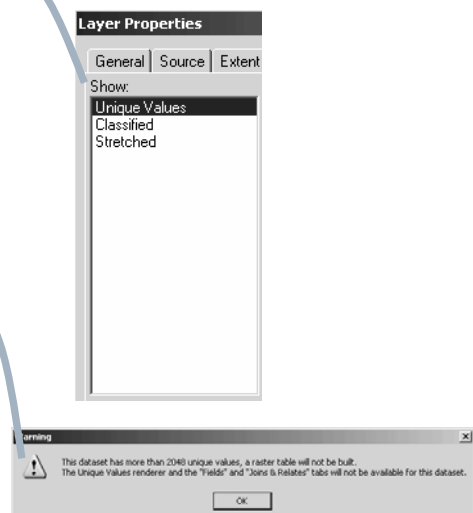 Layer Properties
General Source Extent
Show:
Unique Values
Classified
Stretched
arning
This dataset has more than 2048 unique values, a raster table will not be built.
The Unique Values renderer and the "Fields" and "Joins & Relates" tabs will not be available for this dataset.
OK